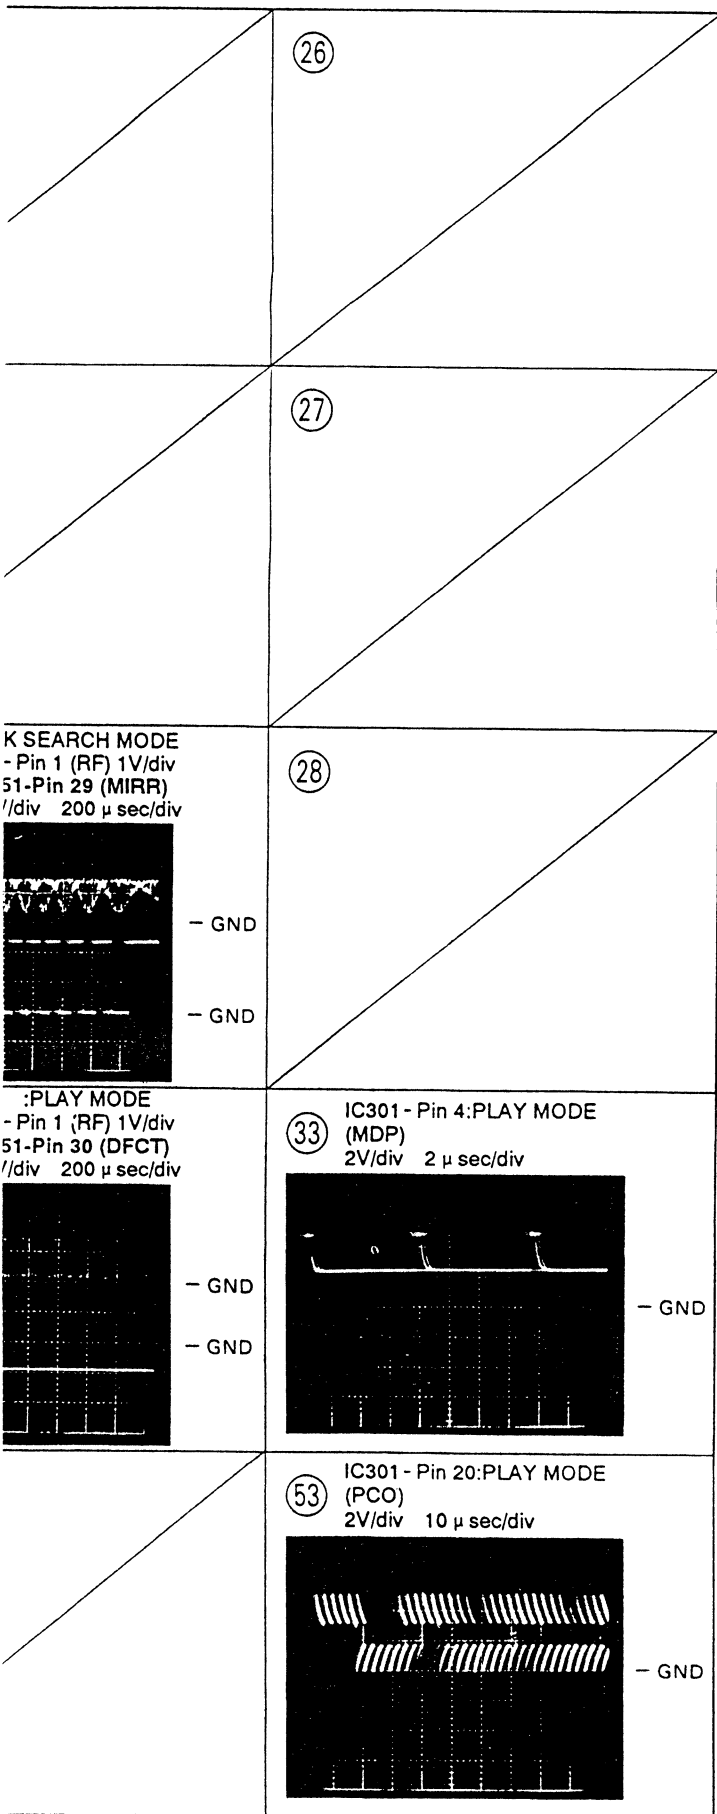 26
27
K SEARCH MODE
- Pin 1 (RF) 1V/div
51-Pin 29 (MIRR)
/div 200 μ sec/div
- GND
- GND
28
:PLAY MODE
- Pin 1 (RF) 1V/div
51-Pin 30 (DFCT)
/div 200 μ sec/div
- GND
- GND
33
IC301 - Pin 4:PLAY MODE
(MDP)
2V/div 2 μ sec/div
- GND
53
IC301 - Pin 20:PLAY MODE
(PCO)
2V/div 10 μ sec/div
- GND